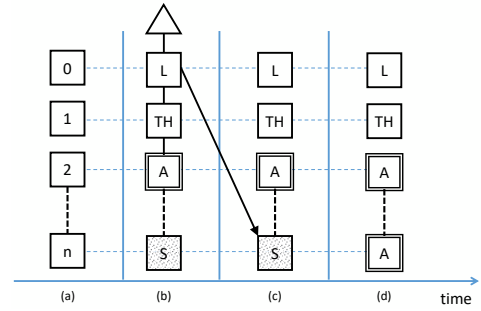 0 L L L
1 TH TH TH
2 A A A
n S S A
(a) (b) (c) (d) time